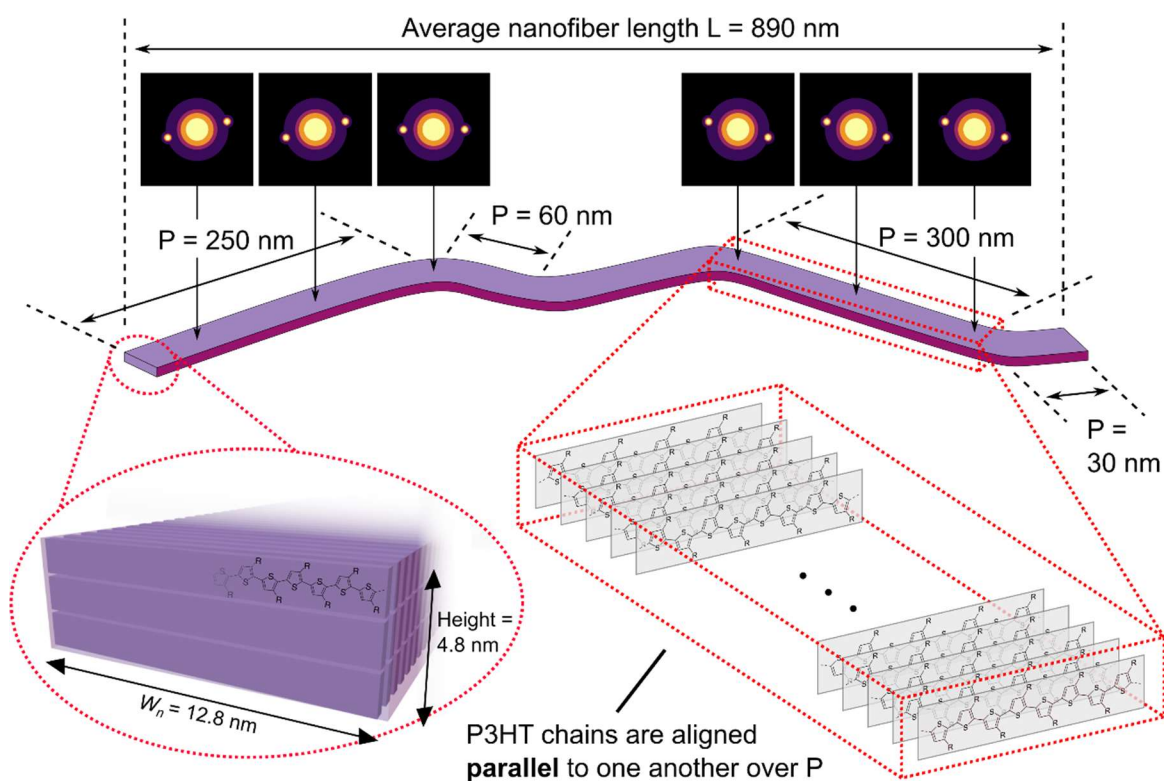 Average nanofiber length L = 890 nm
P = 250 nm
P = 60 nm
P = 300 nm
P =
30 nm
Height =
4.8 nm
Wn = 12.8 nm
P3HT chains are aligned
parallel to one another over P
R
R
R
S
S
S
S
S
S
S
R
R
R